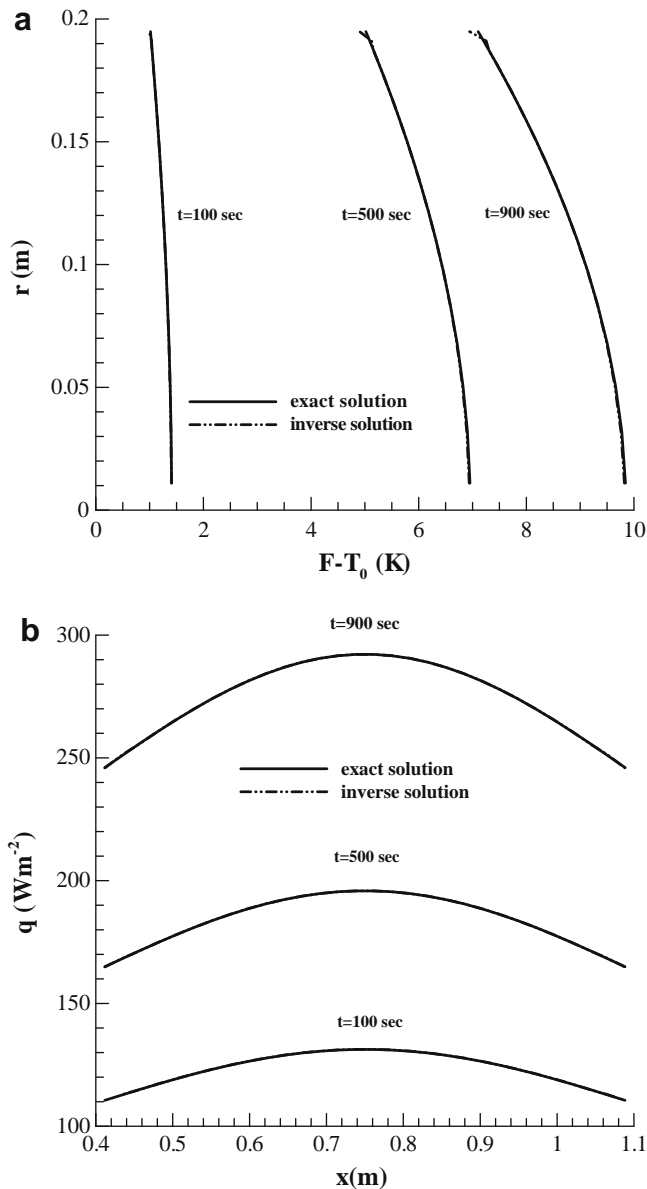 a
0.2
0.15
0.1
0.05
0
r (m)
t=100 sec
t=500 sec
t=900 sec
exact solution
inverse solution
0
2
4
6
8
10
F-T₀ (K)
b
300
250
200
150
100
q (Wm⁻²)
t=900 sec
exact solution
inverse solution
t=500 sec
t=100 sec
0.4
0.5
0.6
0.7
0.8
0.9
1
1.1
x(m)